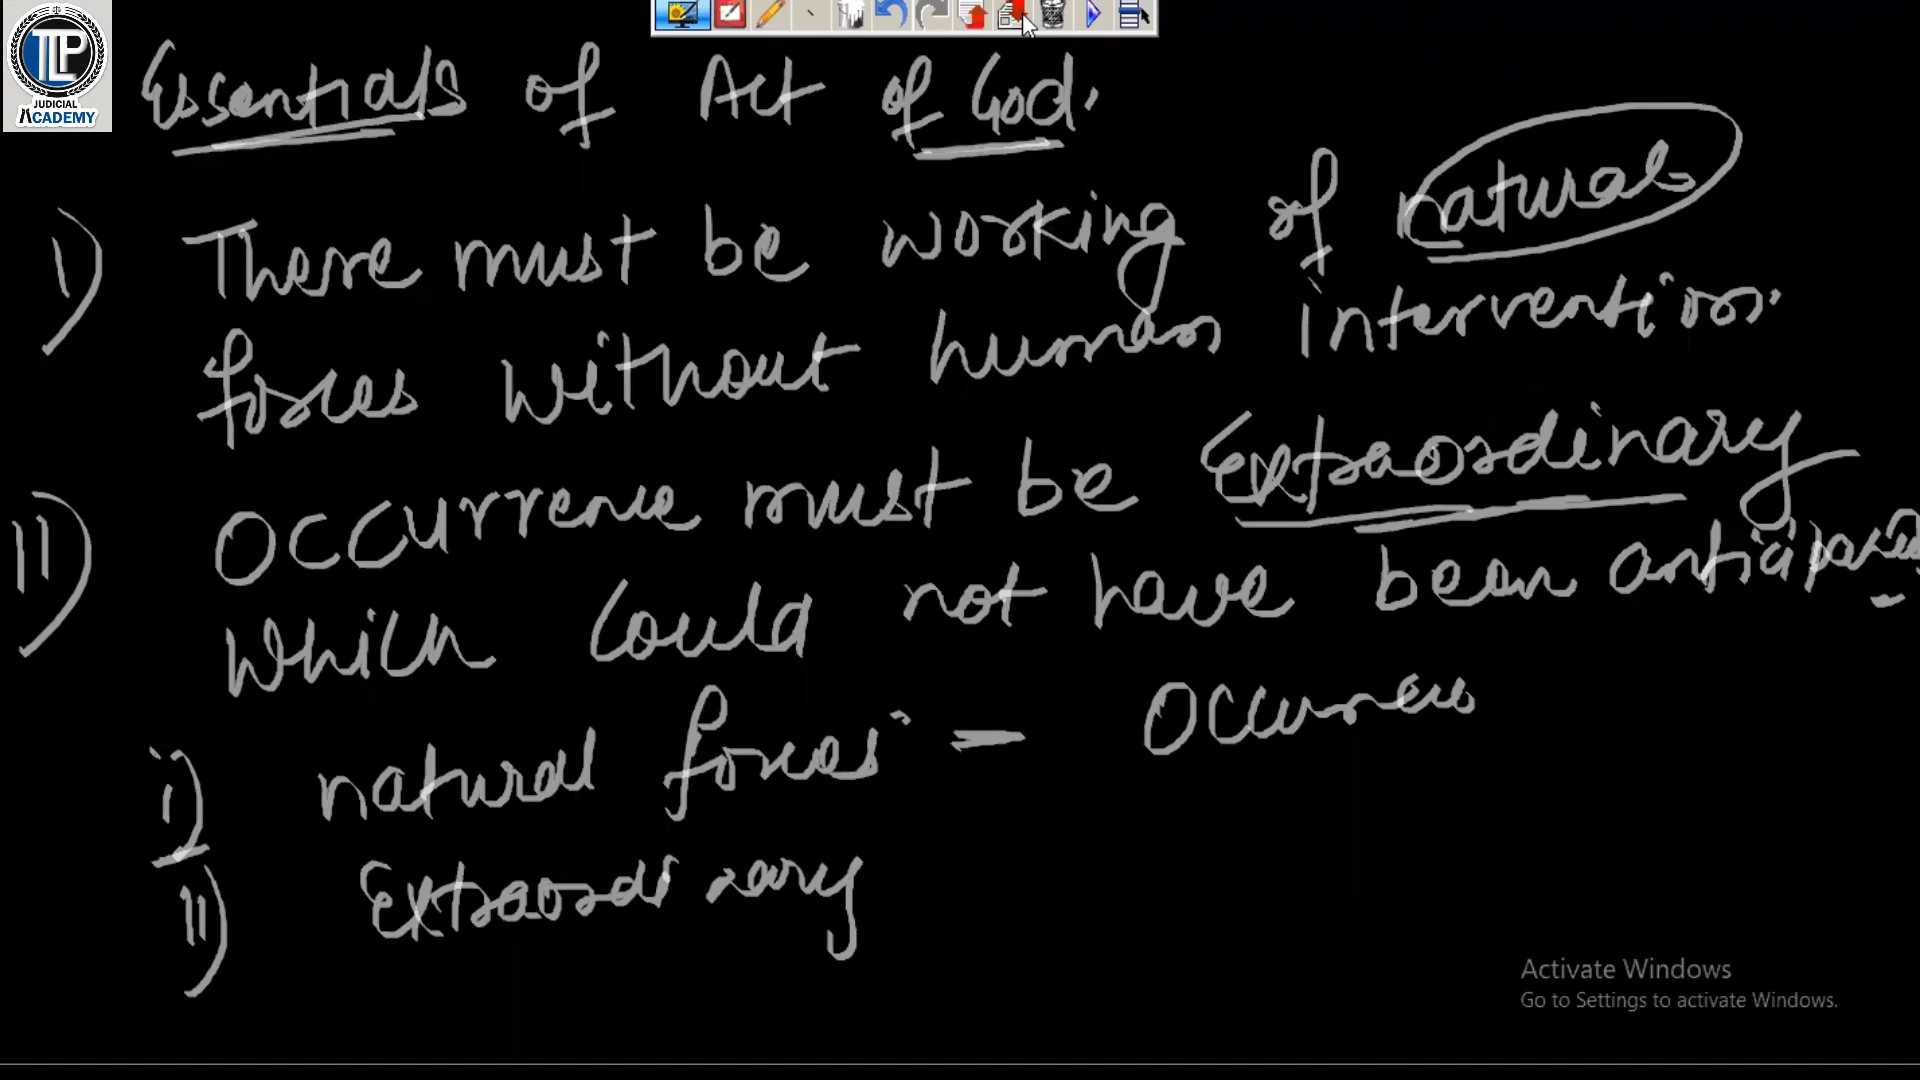 TLP
JUDICIAL
ACADEMY
Essentials of Act of God.
I) There must be working of natural
forces without human intervention.
II) Occurrence must be Extraordinary
which could not have been anticipated
i) natural forces - Occurrence
II) Extraordinary
Activate Windows
Go to Settings to activate Windows.